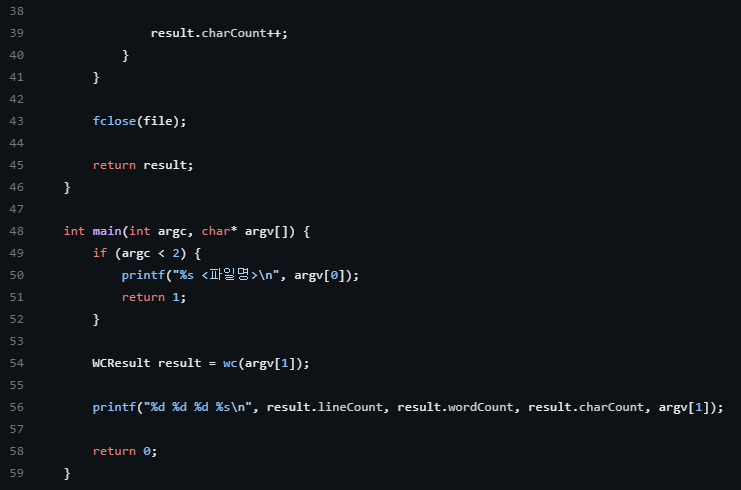 38
39                 result.charCount++;
40             }
41         }
42
43         fclose(file);
44
45         return result;
46     }
47
48     int main(int argc, char* argv[]) {
49         if (argc < 2) {
50             printf("%s <파일명>\n", argv[0]);
51             return 1;
52         }
53
54         WCResult result = wc(argv[1]);
55
56         printf("%d %d %d %s\n", result.lineCount, result.wordCount, result.charCount, argv[1]);
57
58         return 0;
59     }